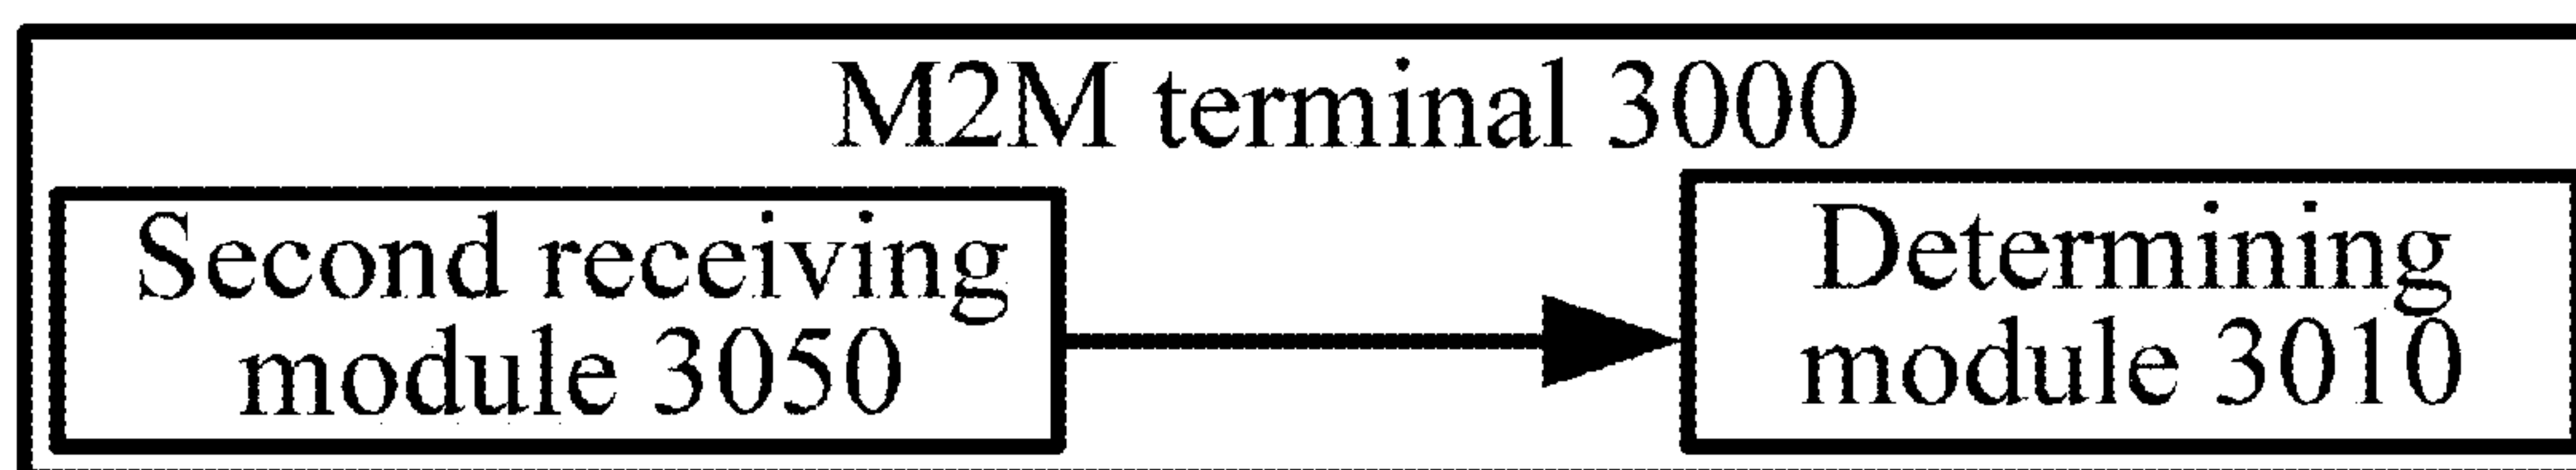 M2M terminal 3000
Second receiving
module 3050
Determining
module 3010